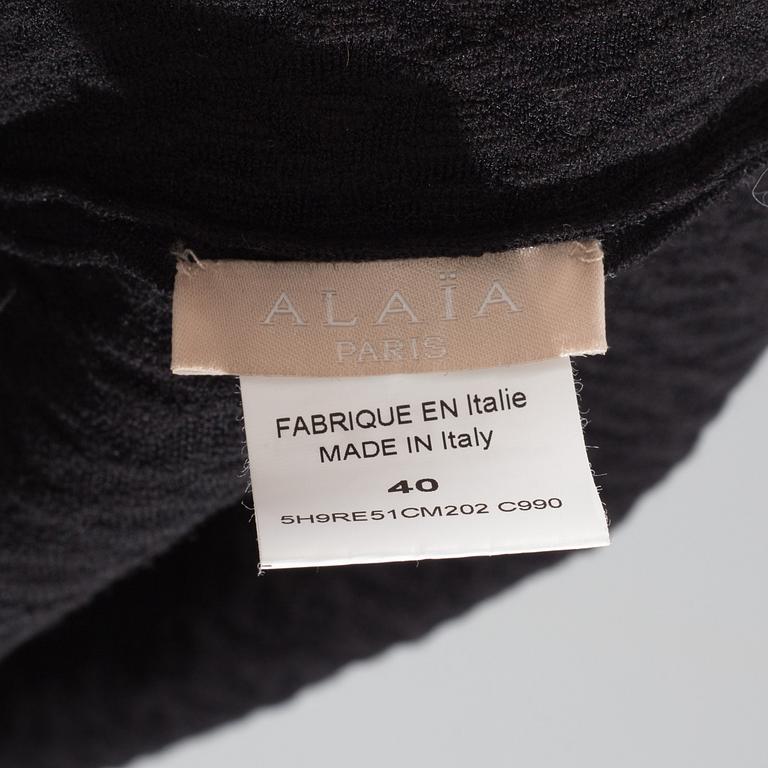 ALAÏA
PARIS
FABRIQUE EN Italie
MADE IN Italy
40
5H9RE51CM202 C990